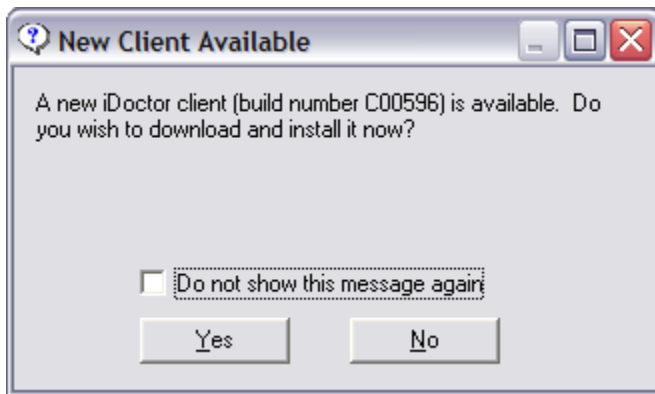 New Client Available
A new iDoctor client (build number C00596) is available.  Do
you wish to download and install it now?
Do not show this message again
Yes
No